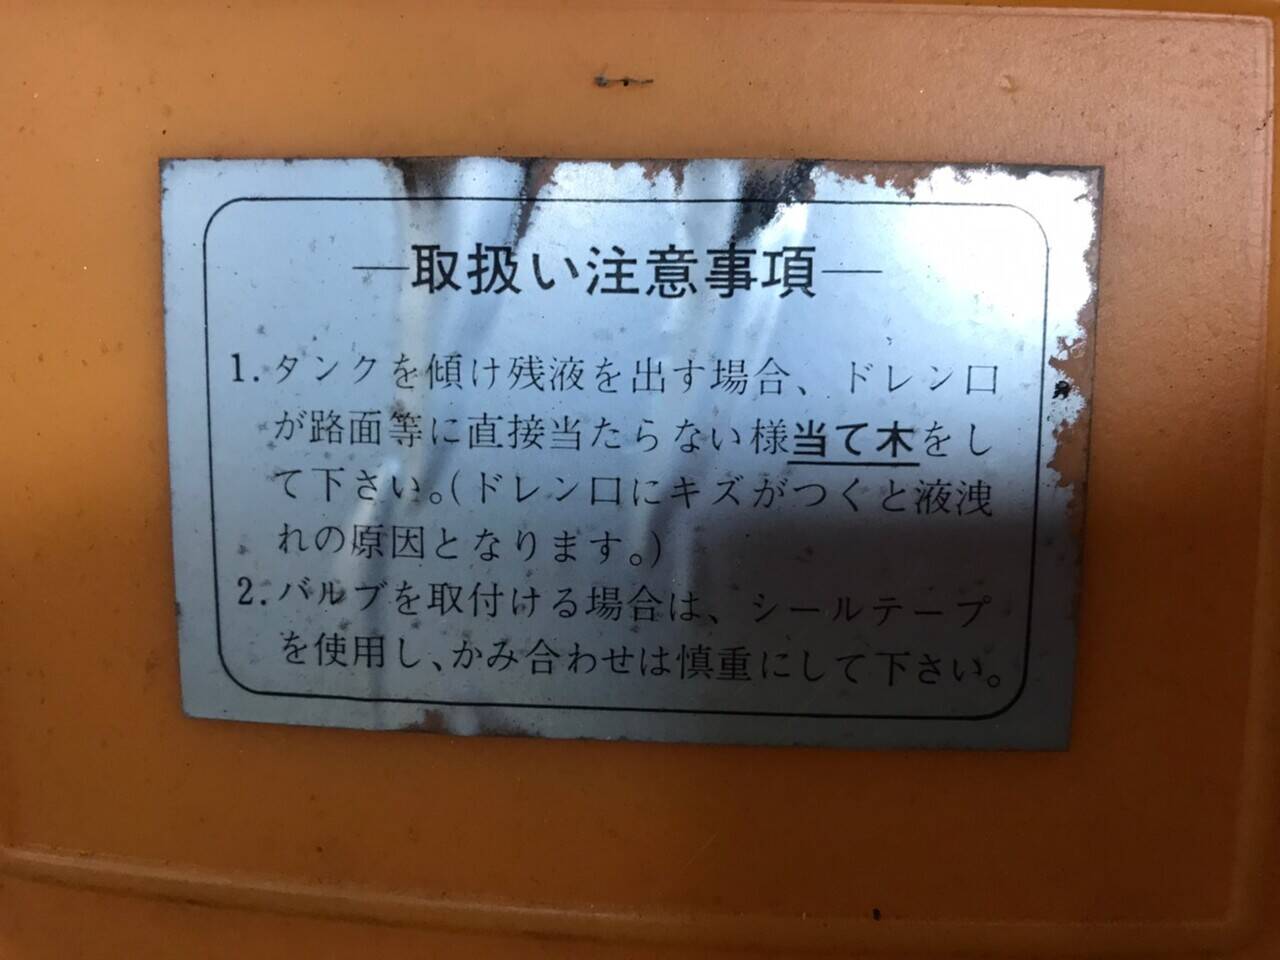 —取扱い注意事項—
1. タンクを傾け残液を出す場合、ドレン口
が路面等に直接当たらない様当て木をし
て下さい。(ドレン口にキズがつくと液洩
れの原因となります。)
2. バルブを取付ける場合は、シールテープ
を使用し、かみ合わせは慎重にして下さい。